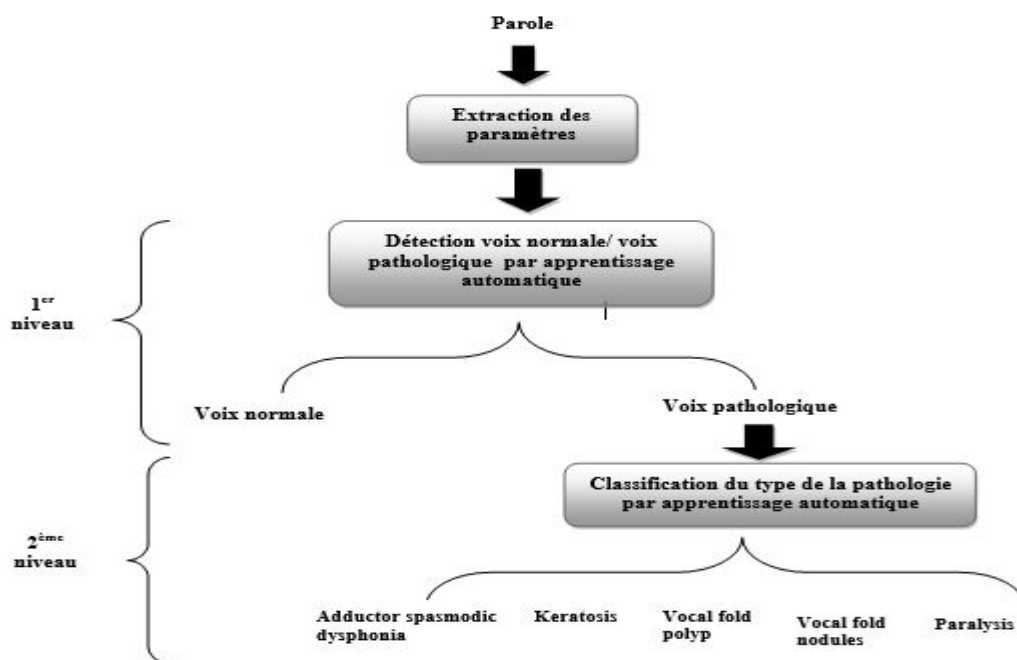 Parole
Extraction des
paramètres
Détection voix normale/ voix
pathologique par apprentissage
automatique
1er
niveau
Voix normale
Voix pathologique
Classification du type de la pathologie
par apprentissage automatique
2ème
niveau
Adductor spasmodic
dysphonia
Keratosis
Vocal fold
polyp
Vocal fold
nodules
Paralysis